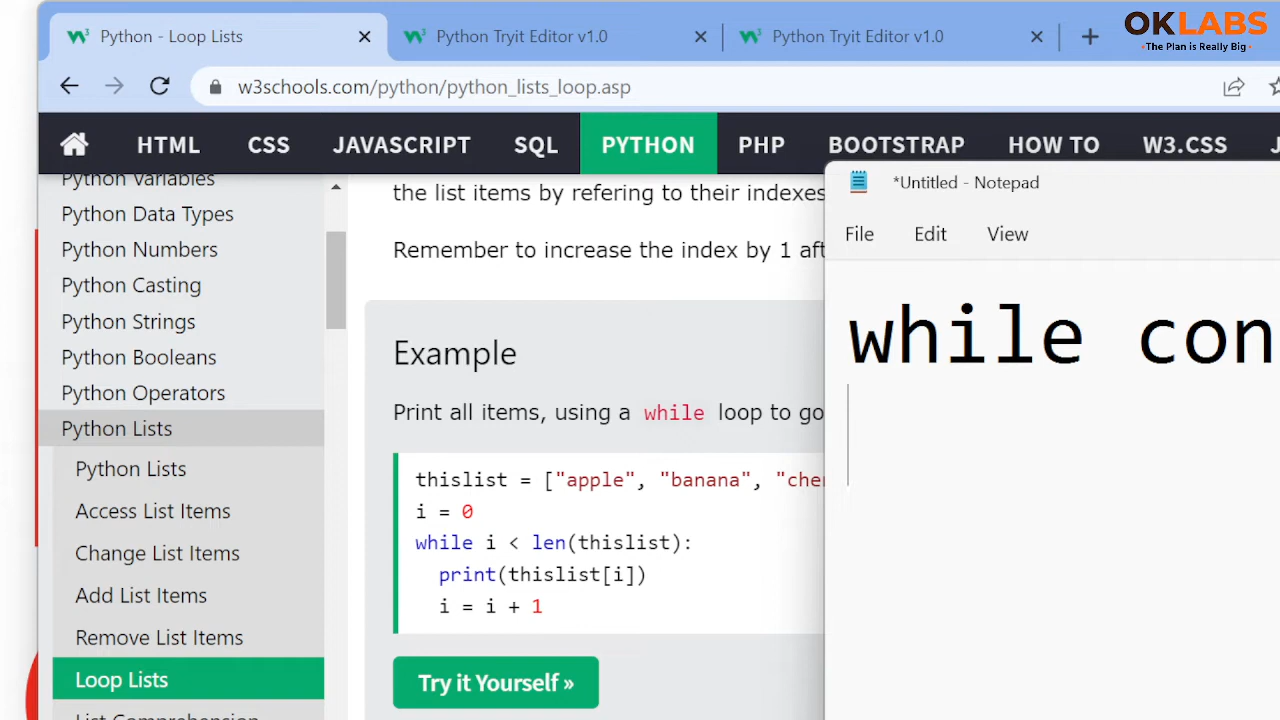 Python - Loop Lists
Python Tryit Editor v1.0
Python Tryit Editor v1.0
OKLABS
The Plan is Really Big
w3schools.com/python/python_lists_loop.asp
HTML CSS JAVASCRIPT SQL PYTHON PHP BOOTSTRAP HOW TO W3.CSS J
Python Variables
Python Data Types
Python Numbers
Python Casting
Python Strings
Python Booleans
Python Operators
Python Lists
Python Lists
Access List Items
Change List Items
Add List Items
Remove List Items
Loop Lists
List Comprehension
the list items by refering to their indexes
Remember to increase the index by 1 aft
Example
Print all items, using a while loop to go
thislist = ["apple", "banana", "cher
i = 0
while i < len(thislist):
print(thislist[i])
i = i + 1
Try it Yourself »
*Untitled - Notepad
File Edit View
while con